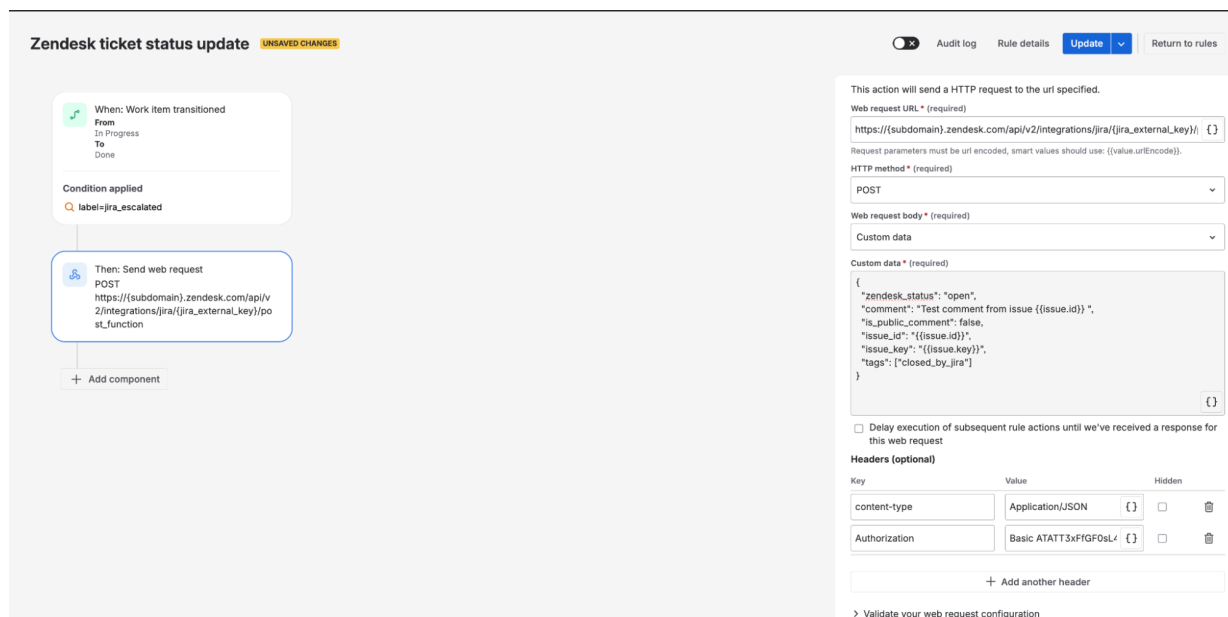 Zendesk ticket status update UNSAVED CHANGES
Audit log Rule details Update Return to rules
When: Work item transitioned
From
In Progress
To
Done
Condition applied
label=jira_escalated
Then: Send web request
POST
https://{subdomain}.zendesk.com/api/v
2/integrations/jira/{jira_external_key}/po
st_function
Add component
This action will send a HTTP request to the url specified.
Web request URL * (required)
https://{subdomain}.zendesk.com/api/v2/integrations/jira/{jira_external_key}/ {}
Request parameters must be url encoded, smart values should use: {{value.urlEncode}}.
HTTP method * (required)
POST
Web request body * (required)
Custom data
Custom data * (required)
{
"zendesk_status": "open",
"comment": "Test comment from issue {{issue.id}} ",
"is_public_comment": false,
"issue_id": "{{issue.id}}",
"issue_key": "{{issue.key}}",
"tags": ["closed_by_jira"]
}
{}
Delay execution of subsequent rule actions until we've received a response for
this web request
Headers (optional)
Key Value Hidden
content-type Application/JSON {}
Authorization Basic ATATT3xFfGF0sL4 {}
Add another header
Validate your web request configuration